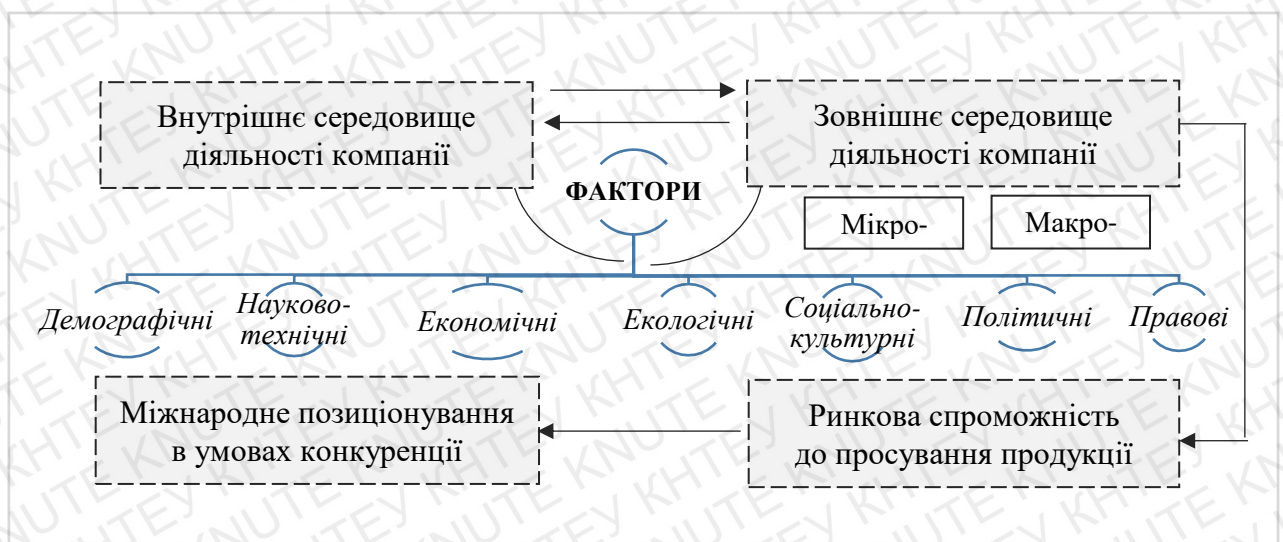 Внутрішнє середовище
діяльності компанії
Зовнішнє середовище
діяльності компанії
ФАКТОРИ
Мікро-
Макро-
Демографічні
Науково-
технічні
Економічні
Екологічні
Соціально-
культурні
Політичні
Правові
Міжнародне позиціонування
в умовах конкуренції
Ринкова спроможність
до просування продукції